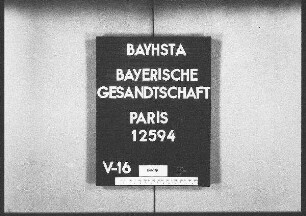 BAYHSTA
BAYERISCHE
GESANDTSCHAFT
PARIS
12594
V-16